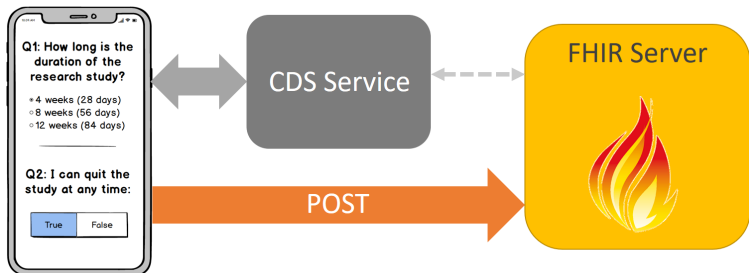 Q1: How long is the
duration of the
research study?
4 weeks (28 days)
8 weeks (56 days)
12 weeks (84 days)
Q2: I can quit the
study at any time:
True False
CDS Service
FHIR Server
POST